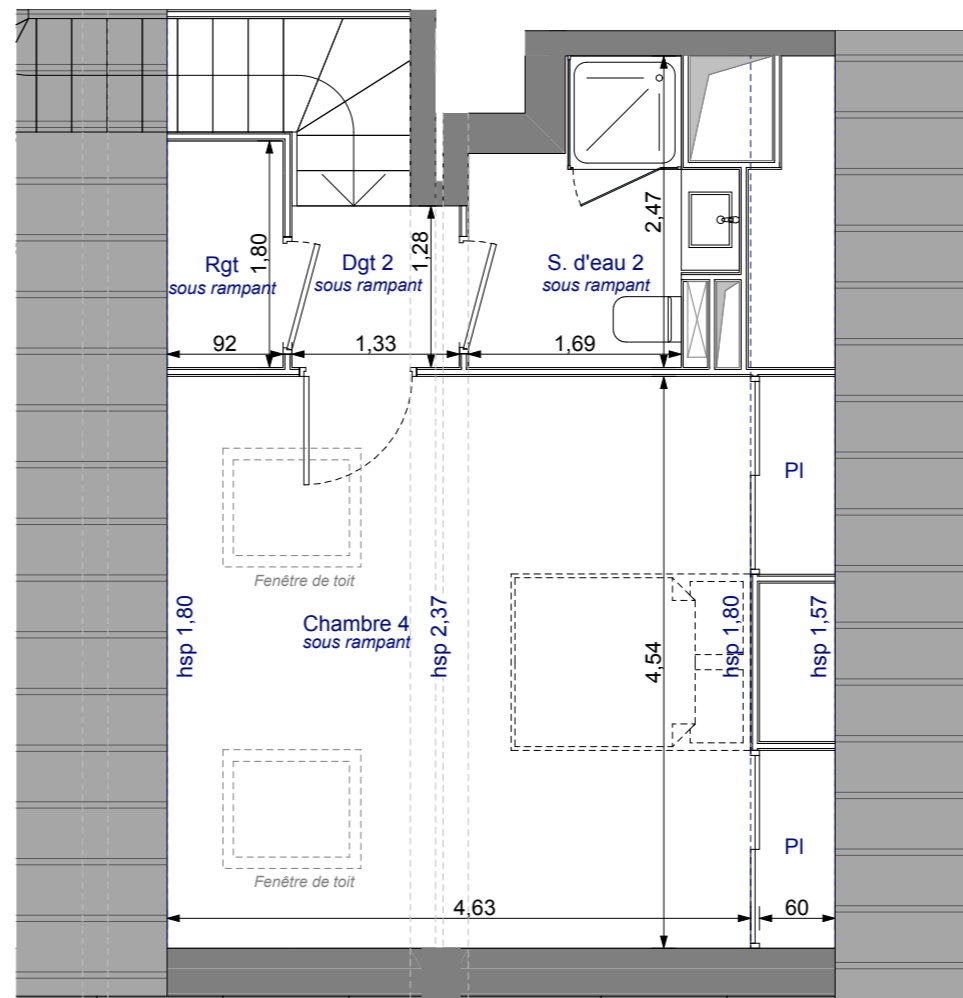 Rgt
sous rampant
1,80
92
Dgt 2
sous rampant
1,28
1,33
S. d'eau 2
sous rampant
2,47
1,69
Fenêtre de toit
Pl
hsp 1,80
Chambre 4
sous rampant
hsp 2,37
4,54
hsp 1,80
hsp 1,57
Fenêtre de toit
Pl
4,63
60